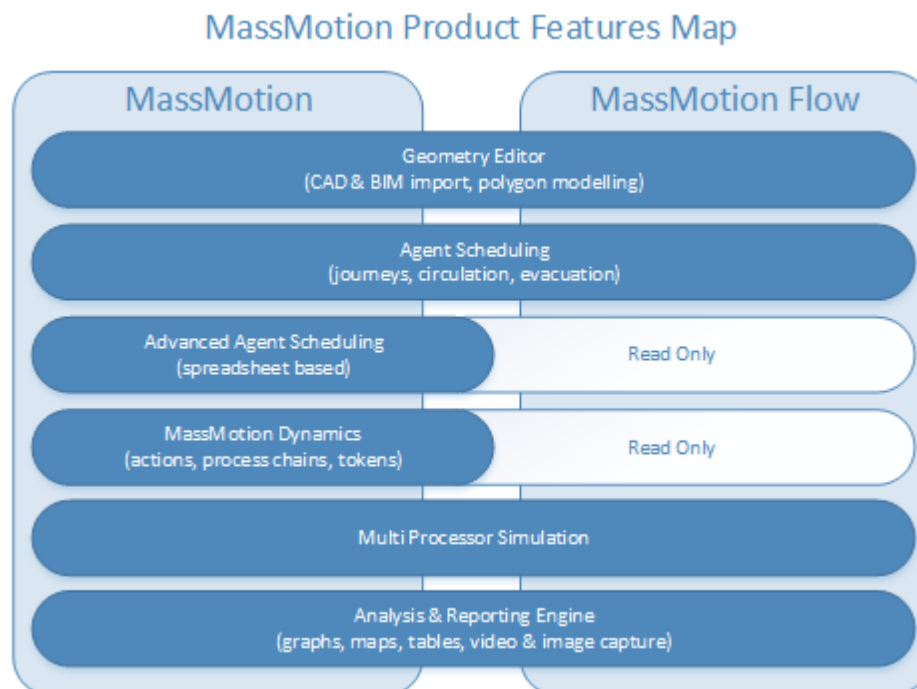 MassMotion Product Features Map
MassMotion
MassMotion Flow
Geometry Editor
(CAD & BIM import, polygon modelling)
Agent Scheduling
(journeys, circulation, evacuation)
Advanced Agent Scheduling
(spreadsheet based)
Read Only
MassMotion Dynamics
(actions, process chains, tokens)
Read Only
Multi Processor Simulation
Analysis & Reporting Engine
(graphs, maps, tables, video & image capture)